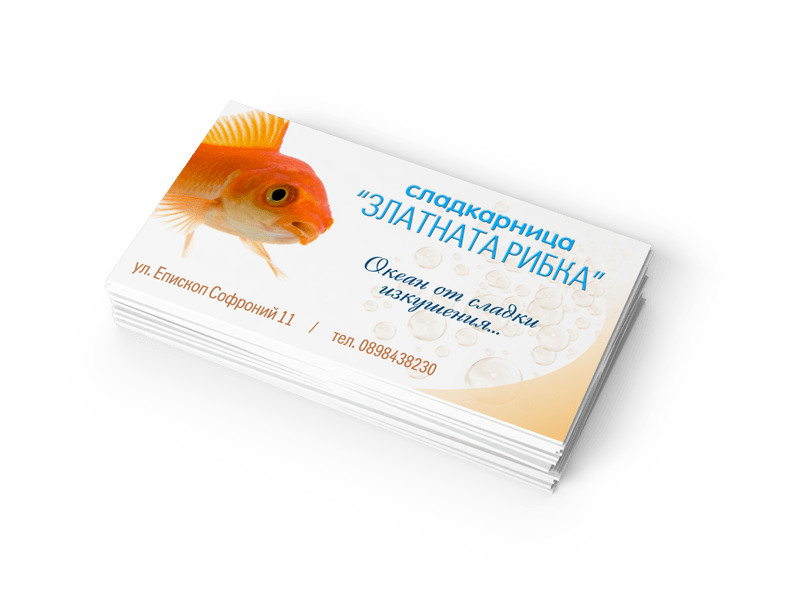 сладкарница
"ЗЛАТНАТА РИБКА"
Океан от сладки
изкушения...
ул. Епископ Софроний 11 / тел. 0898438230